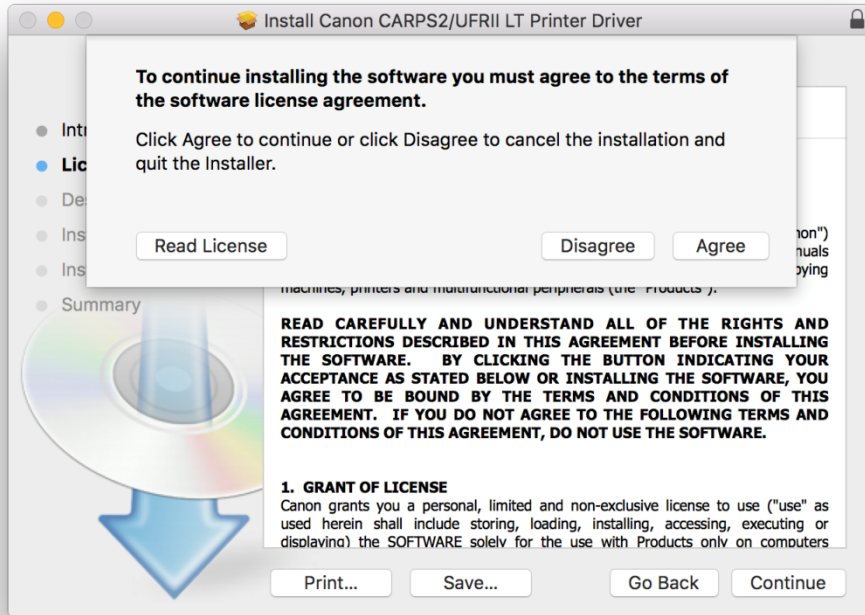 Install Canon CARPS2/UFRII LT Printer Driver
To continue installing the software you must agree to the terms of
the software license agreement.
Click Agree to continue or click Disagree to cancel the installation and
quit the Installer.
Read License
Disagree
Agree
Lic
De
Ins
Ins
Summary
machines, printers and multifunctional peripherals (the "Products").
READ CAREFULLY AND UNDERSTAND ALL OF THE RIGHTS AND
RESTRICTIONS DESCRIBED IN THIS AGREEMENT BEFORE INSTALLING
THE SOFTWARE. BY CLICKING THE BUTTON INDICATING YOUR
ACCEPTANCE AS STATED BELOW OR INSTALLING THE SOFTWARE, YOU
AGREE TO BE BOUND BY THE TERMS AND CONDITIONS OF THIS
AGREEMENT. IF YOU DO NOT AGREE TO THE FOLLOWING TERMS AND
CONDITIONS OF THIS AGREEMENT, DO NOT USE THE SOFTWARE.
1. GRANT OF LICENSE
Canon grants you a personal, limited and non-exclusive license to use ("use" as
used herein shall include storing, loading, installing, accessing, executing or
displaying) the SOFTWARE solely for the use with Products only on computers
Print...
Save...
Go Back
Continue